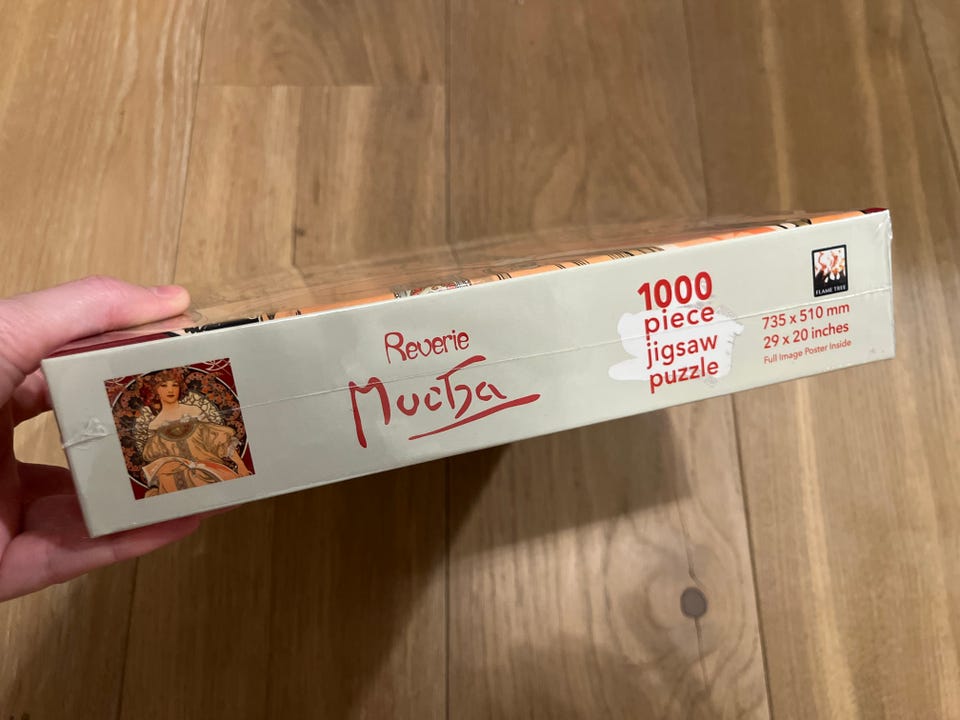 Reverie
Mucha
1000
piece
jigsaw
puzzle
FLAME TREE
735 x 510 mm
29 x 20 inches
Full Image Poster Inside